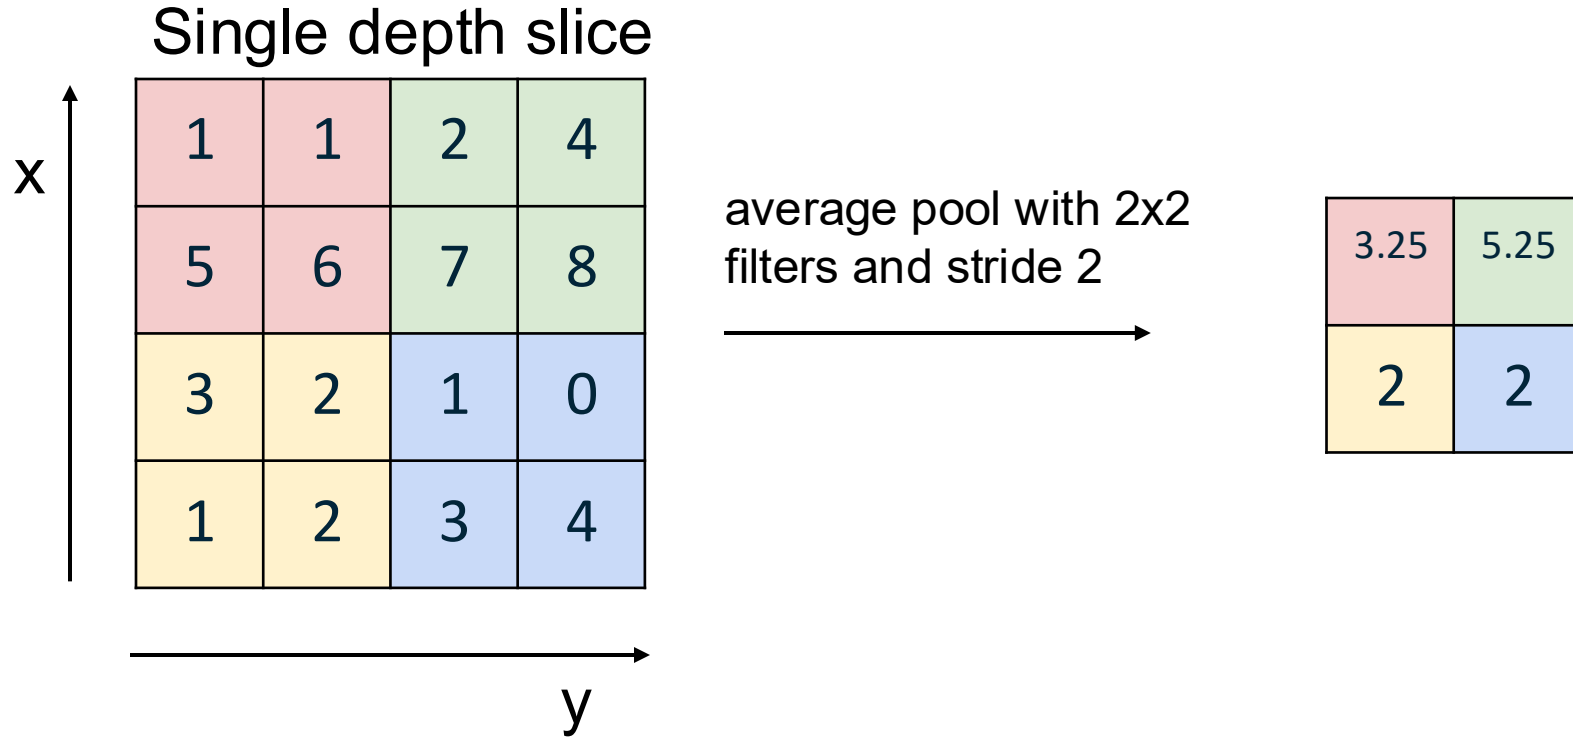 Single depth slice
x
1 1 2 4
5 6 7 8
3 2 1 0
1 2 3 4
y
average pool with 2x2
filters and stride 2
3.25 5.25
2 2